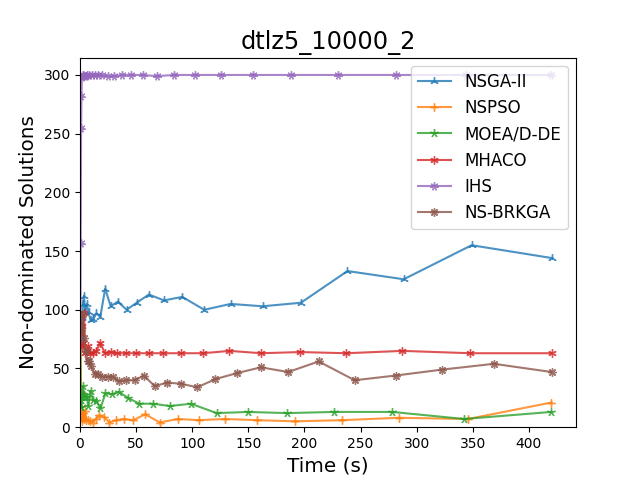 dtlz5_10000_2
Non-dominated Solutions
300
250
200
150
100
50
0
NSGA-II
NSPSO
MOEA/D-DE
MHACO
IHS
NS-BRKGA
0 50 100 150 200 250 300 350 400
Time (s)